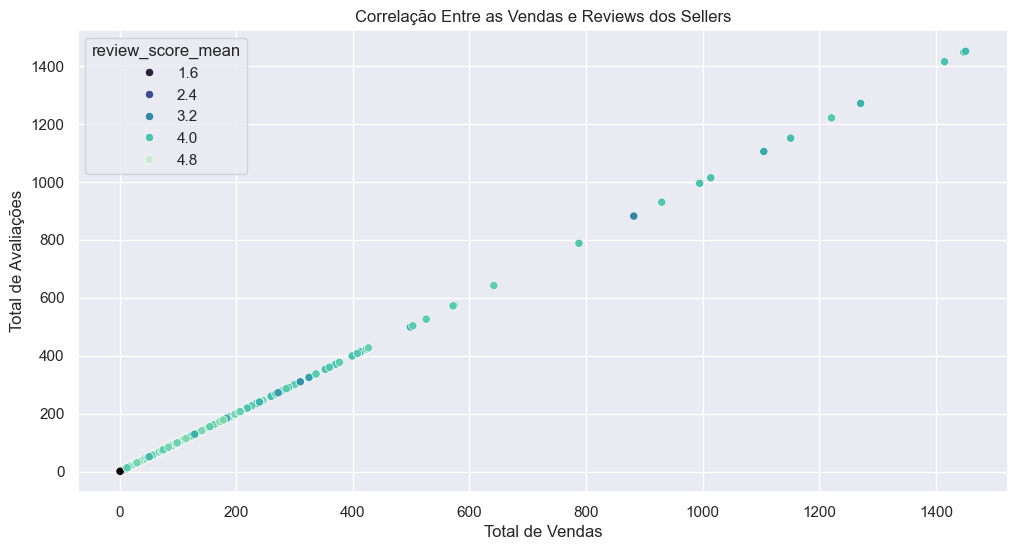 Correlação Entre as Vendas e Reviews dos Sellers
review_score_mean
1.6
2.4
3.2
4.0
4.8
Total de Avaliações
1400
1200
1000
800
600
400
200
0
0 200 400 600 800 1000 1200 1400
Total de Vendas